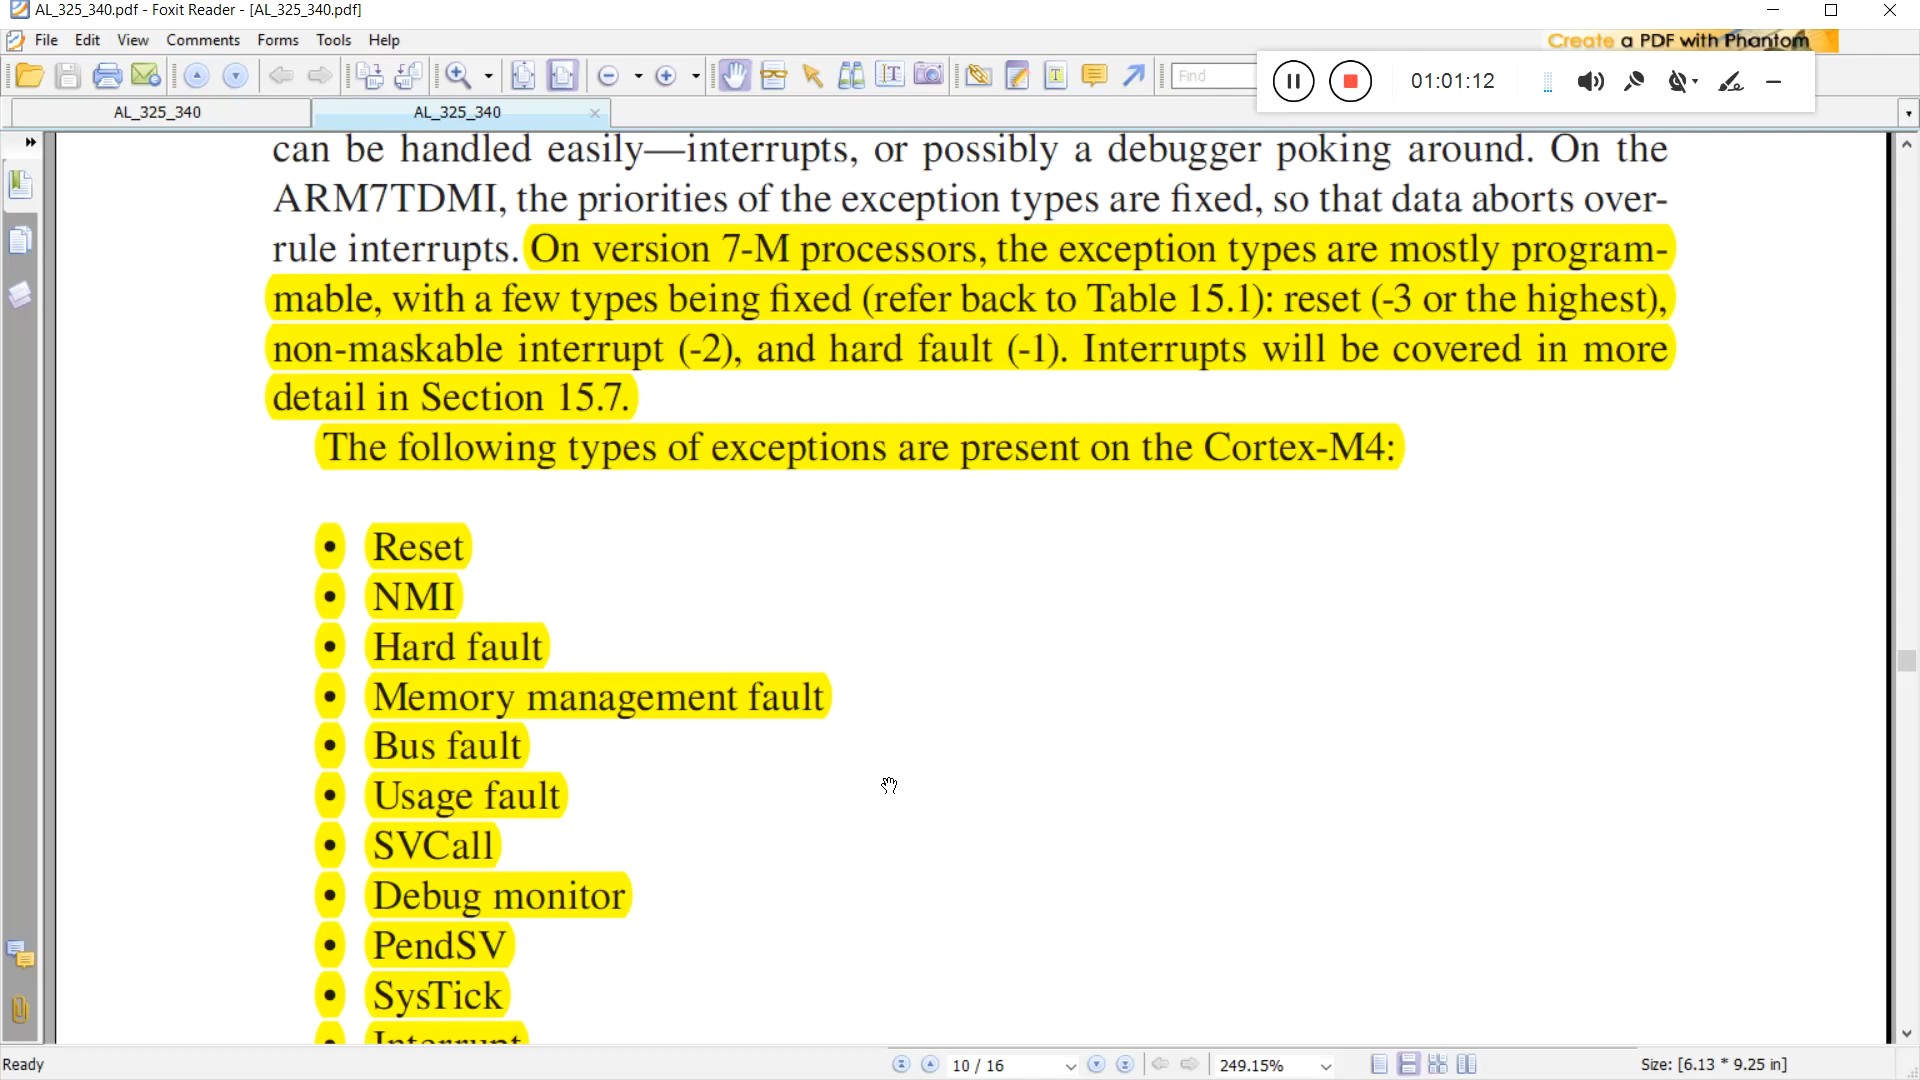 AL_325_340.pdf - Foxit Reader - [AL_325_340.pdf]
File Edit View Comments Forms Tools Help
Create a PDF with Phantom
Find
01:01:12
AL_325_340 AL_325_340
can be handled easily—interrupts, or possibly a debugger poking around. On the
ARM7TDMI, the priorities of the exception types are fixed, so that data aborts over-
rule interrupts. On version 7-M processors, the exception types are mostly program-
mable, with a few types being fixed (refer back to Table 15.1): reset (-3 or the highest),
non-maskable interrupt (-2), and hard fault (-1). Interrupts will be covered in more
detail in Section 15.7.
The following types of exceptions are present on the Cortex-M4:
• Reset
• NMI
• Hard fault
• Memory management fault
• Bus fault
• Usage fault
• SVCall
• Debug monitor
• PendSV
• SysTick
• Interrupt
Ready 10 / 16 249.15% Size: [6.13 * 9.25 in]